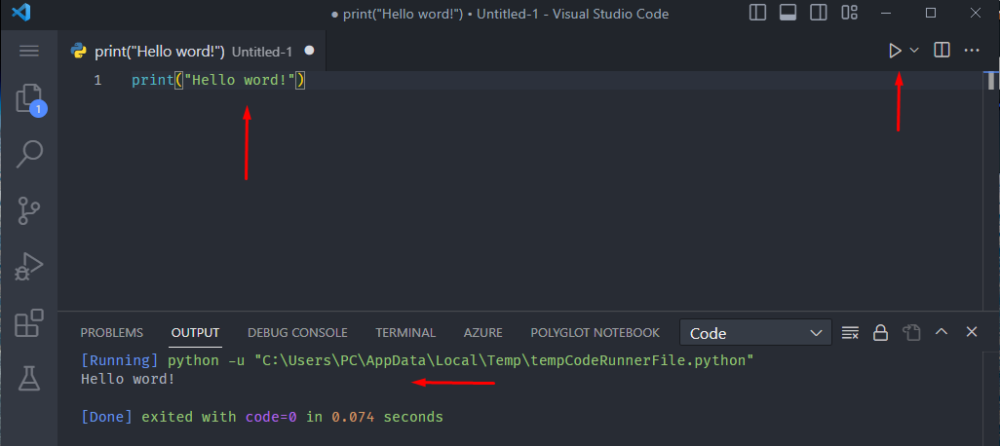 ● print("Hello word!") • Untitled-1 - Visual Studio Code
print("Hello word!") Untitled-1 ●
1 print("Hello word!")
1
PROBLEMS OUTPUT DEBUG CONSOLE TERMINAL AZURE POLYGLOT NOTEBOOK Code
[Running] python -u "C:\Users\PC\AppData\Local\Temp\tempCodeRunnerFile.python"
Hello word!
[Done] exited with code=0 in 0.074 seconds